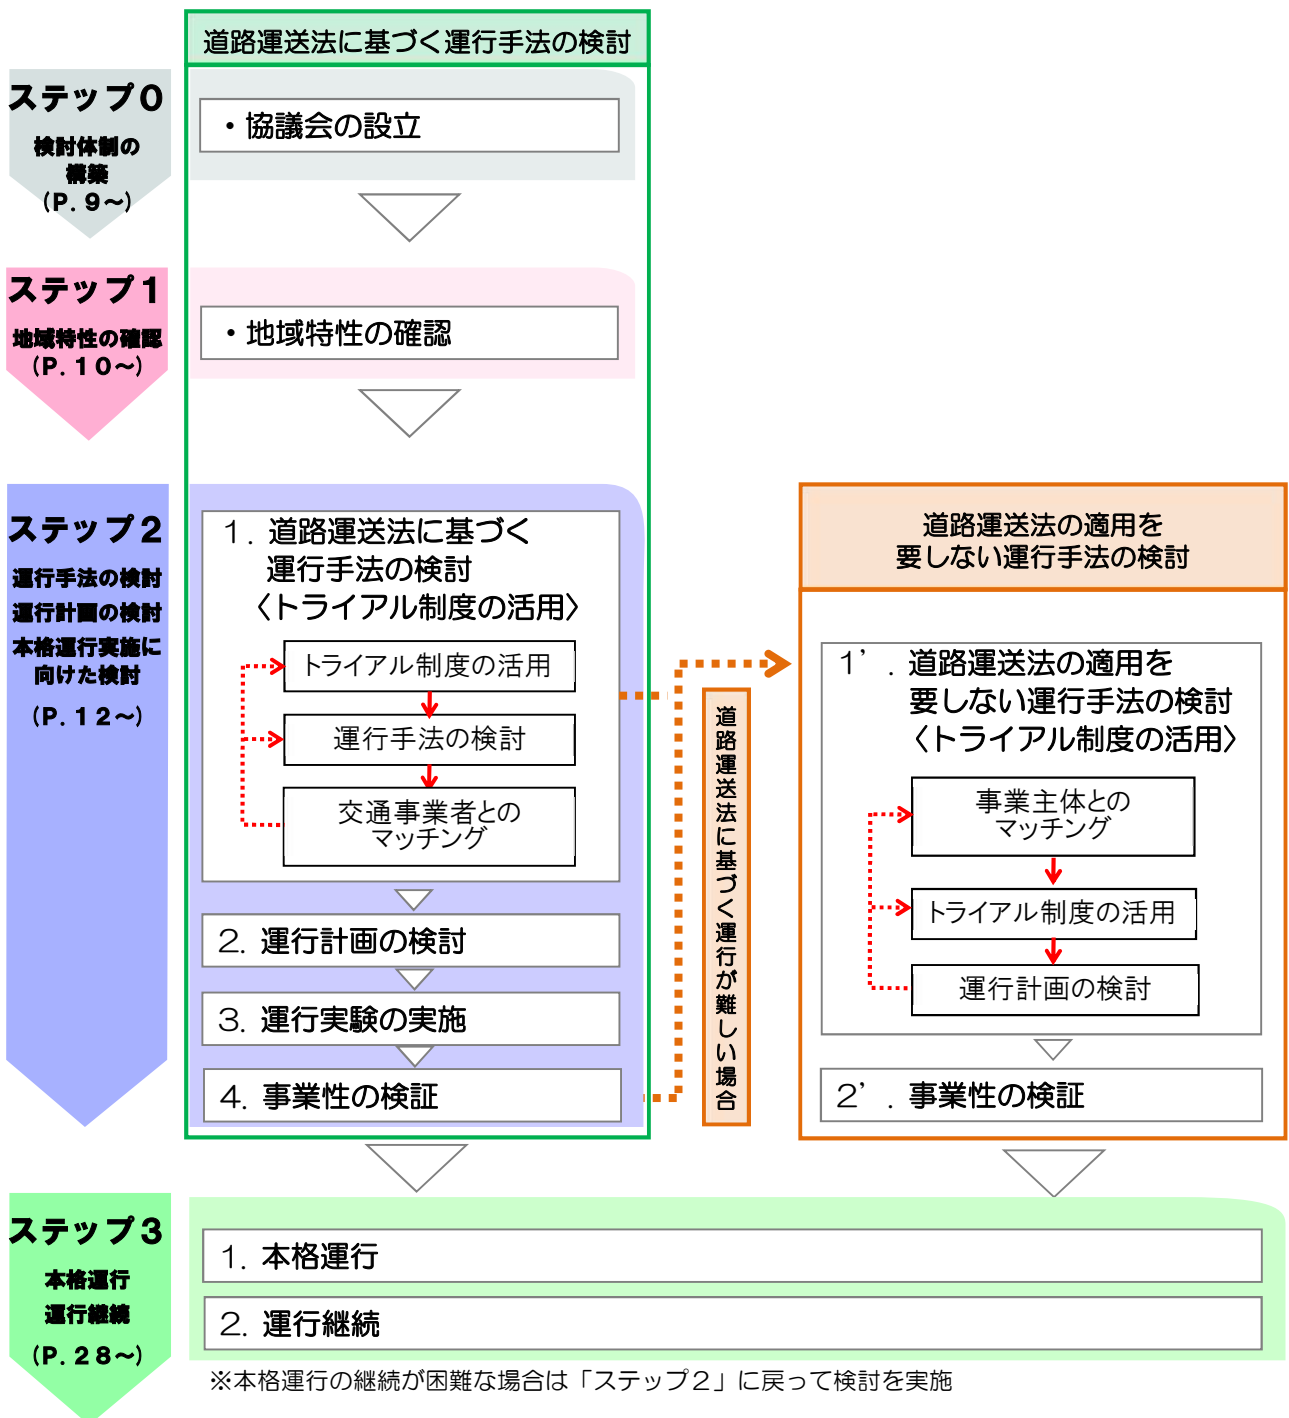 道路運送法に基づく運行手法の検討
ステップ０
検討体制の
構築
（Ｐ．９～）
・協議会の設立
ステップ１
地域特性の確認
（Ｐ．１０～）
・地域特性の確認
ステップ２
運行手法の検討
運行計画の検討
本格運行実施に
向けた検討
（Ｐ．１２～）
１．道路運送法に基づく
運行手法の検討
〈トライアル制度の活用〉
トライアル制度の活用
運行手法の検討
交通事業者との
マッチング
２．運行計画の検討
３．運行実験の実施
４．事業性の検証
道路運送法に基づく運行が難しい場合
道路運送法の適用を
要しない運行手法の検討
１’．道路運送法の適用を
要しない運行手法の検討
〈トライアル制度の活用〉
事業主体との
マッチング
トライアル制度の活用
運行計画の検討
２’．事業性の検証
ステップ３
本格運行
運行継続
（Ｐ．２８～）
１．本格運行
２．運行継続
※本格運行の継続が困難な場合は「ステップ２」に戻って検討を実施